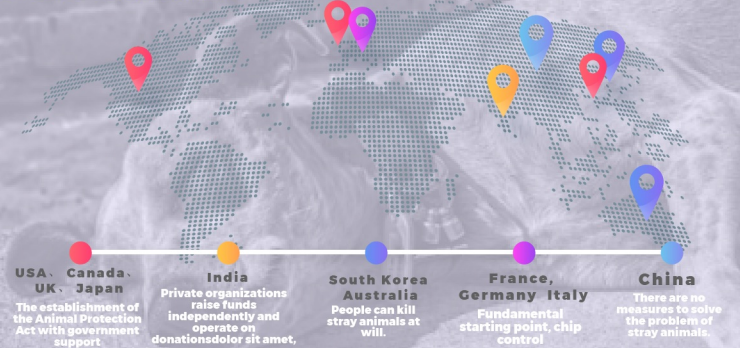 USA、 Canada、
UK、 Japan
The establishment of
the Animal Protection
Act with government
support
India
Private organizations
raise funds
independently and
operate on
donationsdolor sit amet,
South Korea
Australia
People can kill
stray animals at
will.
France,
Germany Italy
Fundamental
starting point, chip
control
China
There are no
measures to solve
the problem of
stray animals.